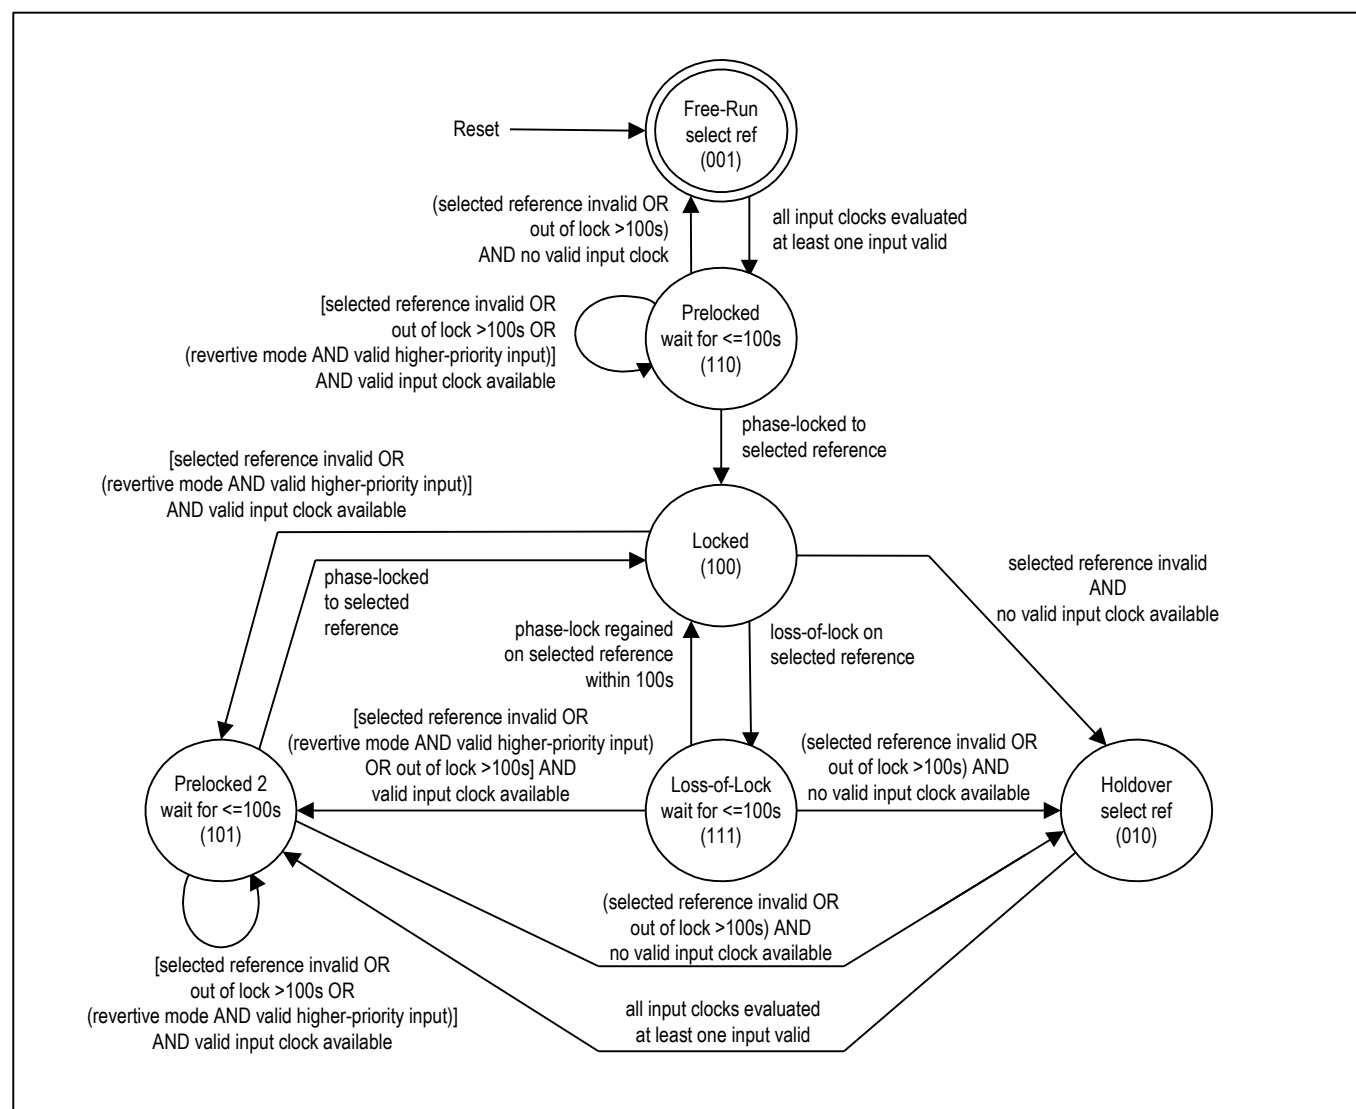 Free-Run
select ref
(001)
Reset
(selected reference invalid OR
out of lock >100s)
AND no valid input clock
all input clocks evaluated
at least one input valid
[selected reference invalid OR
out of lock >100s OR
(revertive mode AND valid higher-priority input)]
AND valid input clock available
Prelocked
wait for <=100s
(110)
phase-locked to
selected reference
[selected reference invalid OR
(revertive mode AND valid higher-priority input)]
AND valid input clock available
Locked
(100)
phase-locked
to selected
reference
selected reference invalid
AND
no valid input clock available
phase-lock regained
on selected reference
within 100s
loss-of-lock on
selected reference
[selected reference invalid OR
(revertive mode AND valid higher-priority input)
OR out of lock >100s] AND
valid input clock available
(selected reference invalid OR
out of lock >100s) AND
no valid input clock available
Prelocked 2
wait for <=100s
(101)
Loss-of-Lock
wait for <=100s
(111)
Holdover
select ref
(010)
(selected reference invalid OR
out of lock >100s) AND
no valid input clock available
[selected reference invalid OR
out of lock >100s OR
(revertive mode AND valid higher-priority input)]
AND valid input clock available
all input clocks evaluated
at least one input valid